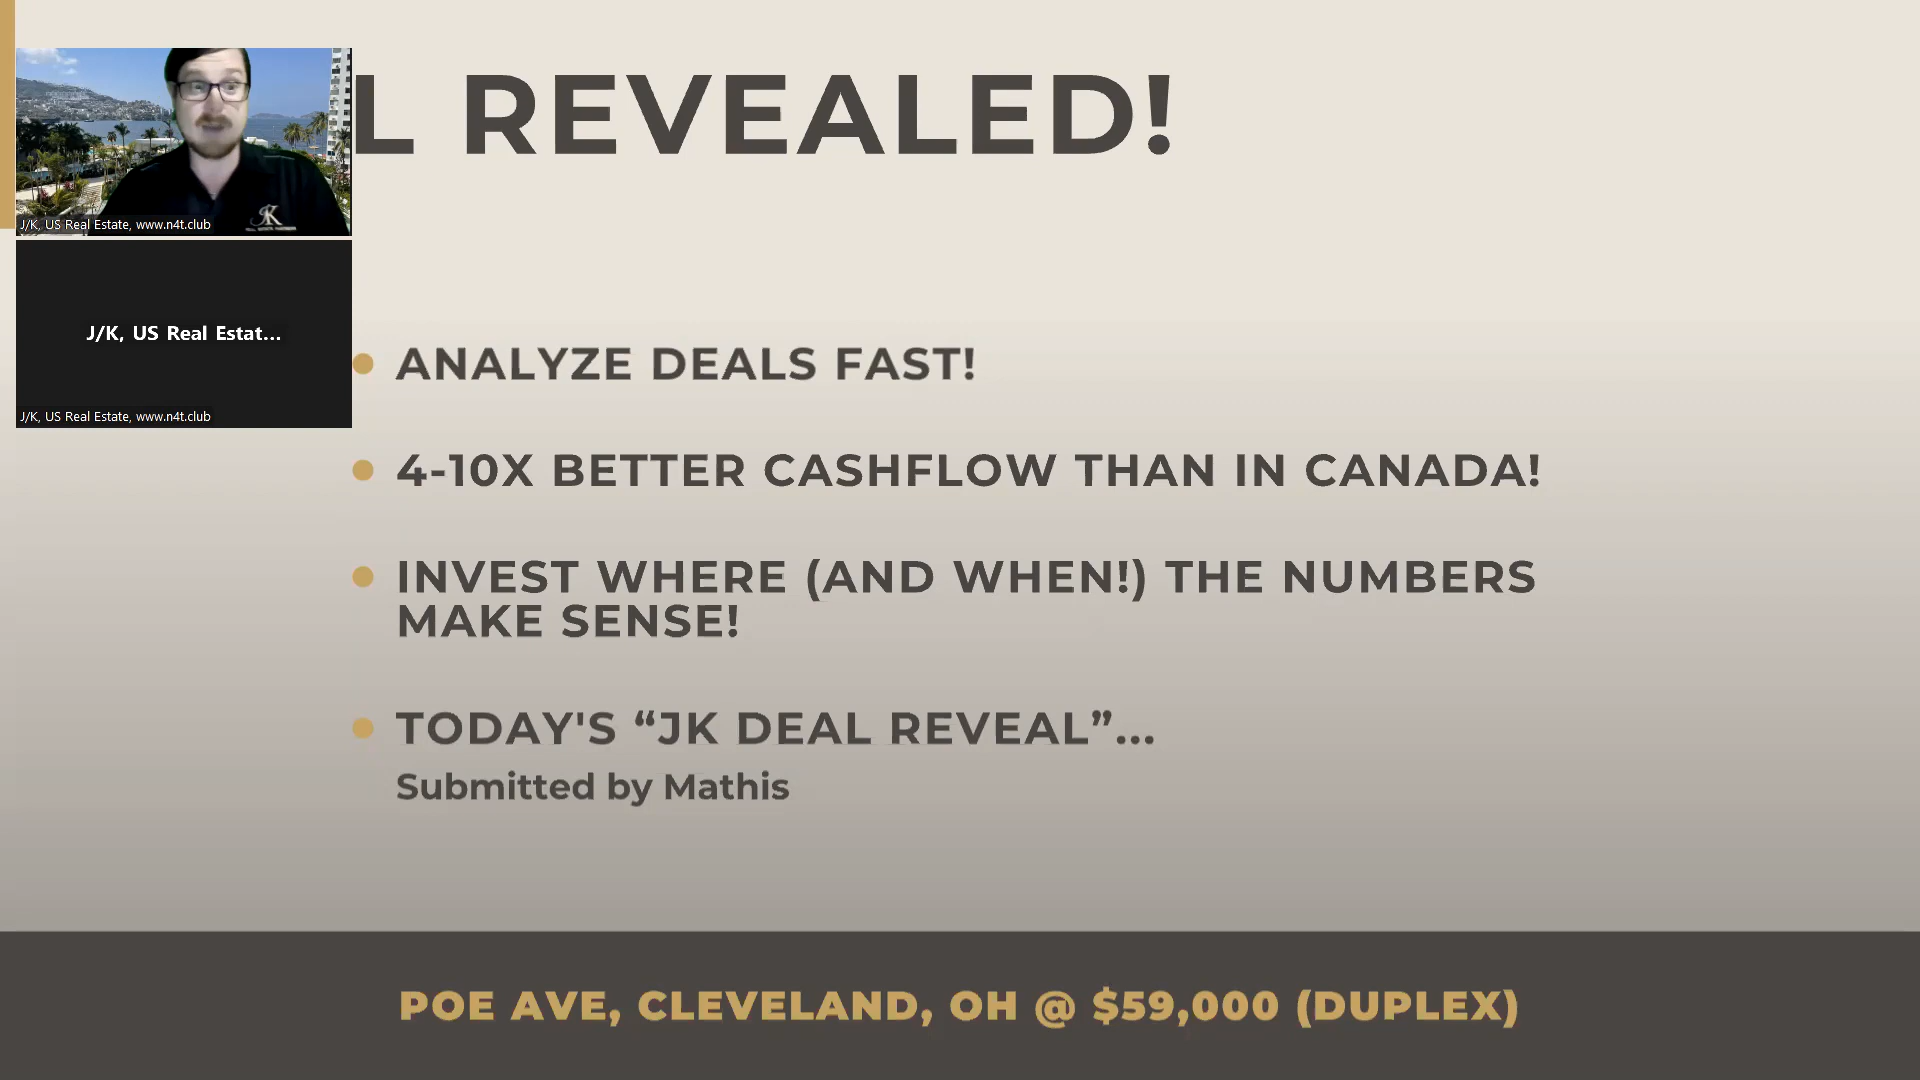 L REVEALED!
J/K, US Real Estate, www.n4t.club
J/K, US Real Estat...
J/K, US Real Estate, www.n4t.club
ANALYZE DEALS FAST!
4-10X BETTER CASHFLOW THAN IN CANADA!
INVEST WHERE (AND WHEN!) THE NUMBERS
MAKE SENSE!
TODAY'S “JK DEAL REVEAL”...
Submitted by Mathis
POE AVE, CLEVELAND, OH @ $59,000 (DUPLEX)